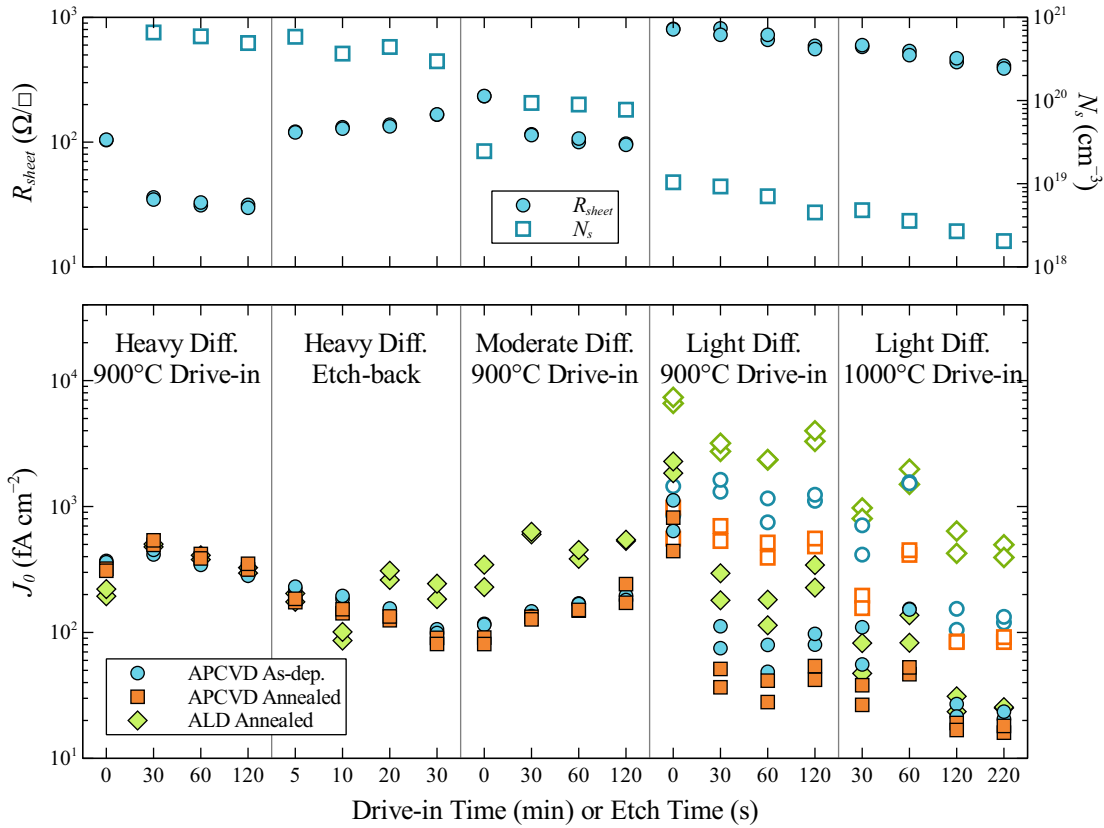 10³
10²
10¹
R_sheet (Ω/□)
10²¹
10²⁰
10¹⁹
10¹⁸
N_s (cm⁻³)
R_sheet
N_s
Heavy Diff. Heavy Diff. Moderate Diff. Light Diff. Light Diff.
900°C Drive-in Etch-back 900°C Drive-in 900°C Drive-in 1000°C Drive-in
10⁴
10³
10²
10¹
J₀ (fA cm⁻²)
APCVD As-dep.
APCVD Annealed
ALD Annealed
0 30 60 120 5 10 20 30 0 30 60 120 0 30 60 120 30 60 120 220
Drive-in Time (min) or Etch Time (s)